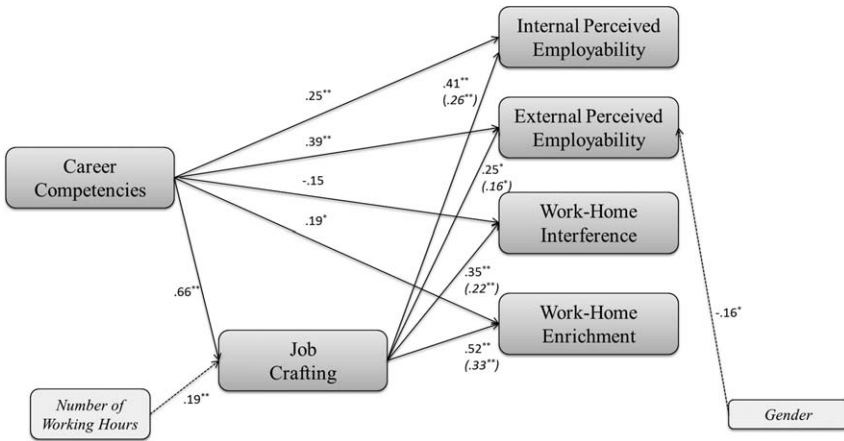 Internal Perceived
Employability
.41**
(.26**)
.25**
External Perceived
Employability
.39**
Career
Competencies
.25*
(.16*)
-.15
.19*
Work-Home
Interference
.35**
(.22**)
.66**
-.16*
Work-Home
Enrichment
Job
Crafting
.52**
(.33**)
Number of
Working Hours
.19**
Gender